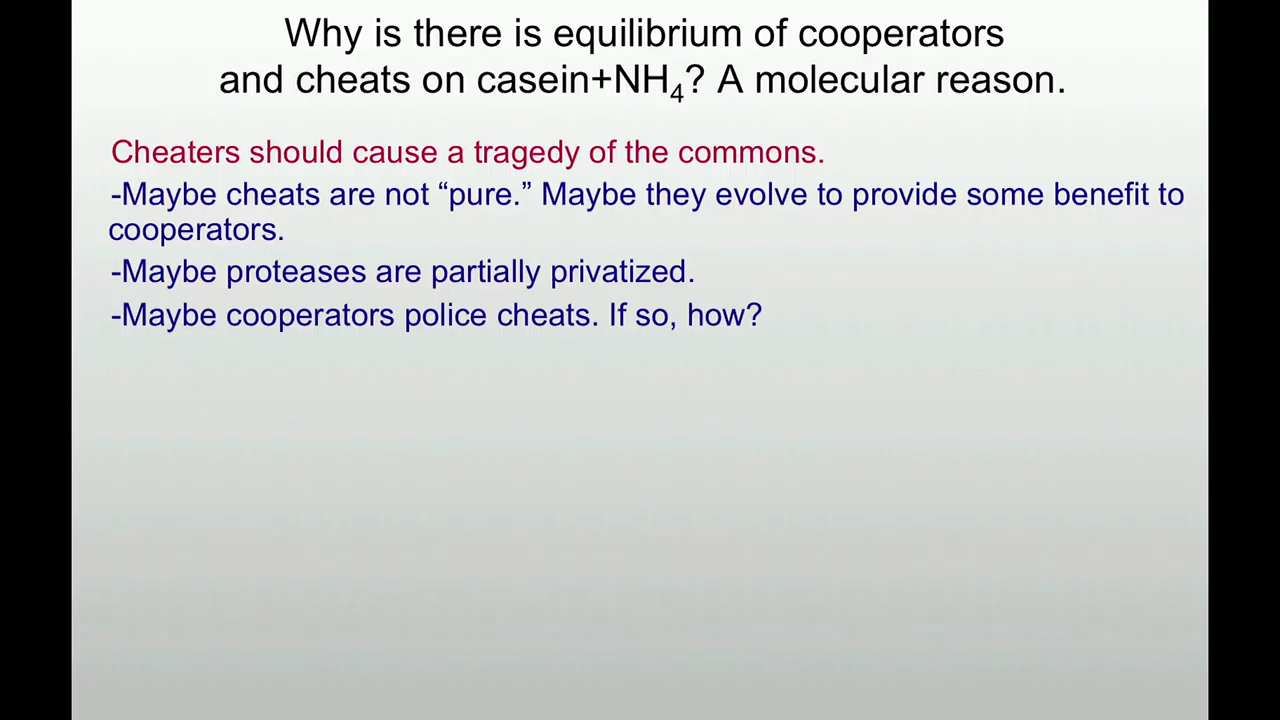 Why is there is equilibrium of cooperators
and cheats on casein+NH₄? A molecular reason.
Cheaters should cause a tragedy of the commons.
-Maybe cheats are not “pure.” Maybe they evolve to provide some benefit to
cooperators.
-Maybe proteases are partially privatized.
-Maybe cooperators police cheats. If so, how?